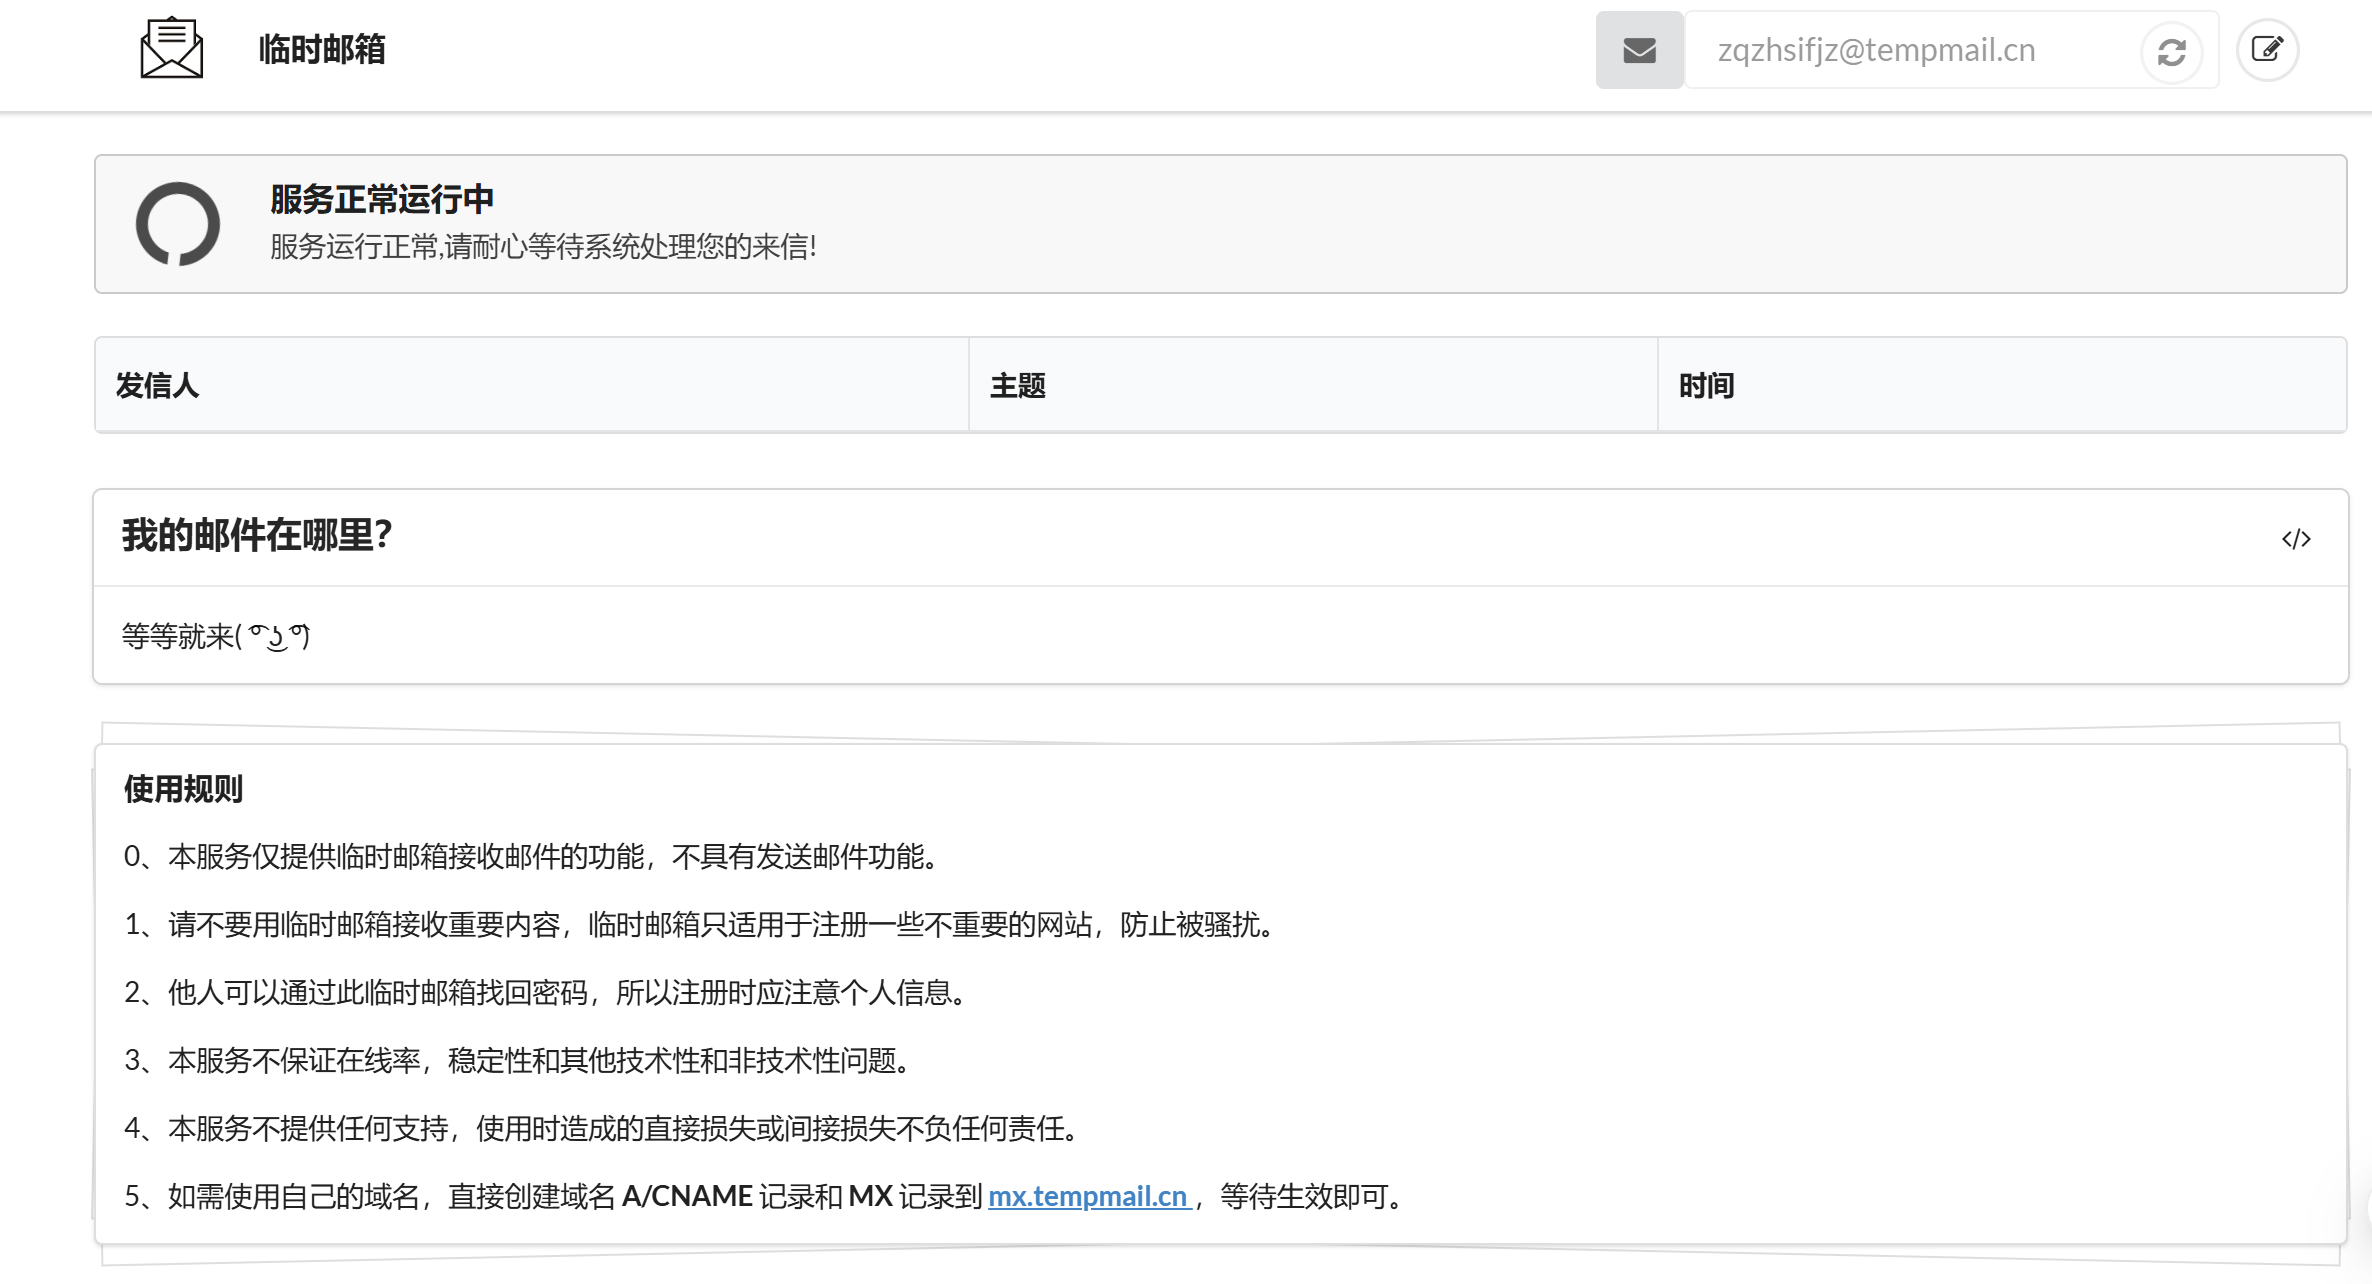 临时邮箱
zqzhsifjz@tempmail.cn
服务正常运行中
服务运行正常,请耐心等待系统处理您的来信!
发信人 主题 时间
我的邮件在哪里？
</>
等等就来( ͡° ͜ʖ ͡°)
使用规则
0、本服务仅提供临时邮箱接收邮件的功能，不具有发送邮件功能。
1、请不要用临时邮箱接收重要内容，临时邮箱只适用于注册一些不重要的网站，防止被骚扰。
2、他人可以通过此临时邮箱找回密码，所以注册时应注意个人信息。
3、本服务不保证在线率，稳定性和其他技术性和非技术性问题。
4、本服务不提供任何支持，使用时造成的直接损失或间接损失不负任何责任。
5、如需使用自己的域名，直接创建域名 A/CNAME 记录和 MX 记录到 mx.tempmail.cn ，等待生效即可。